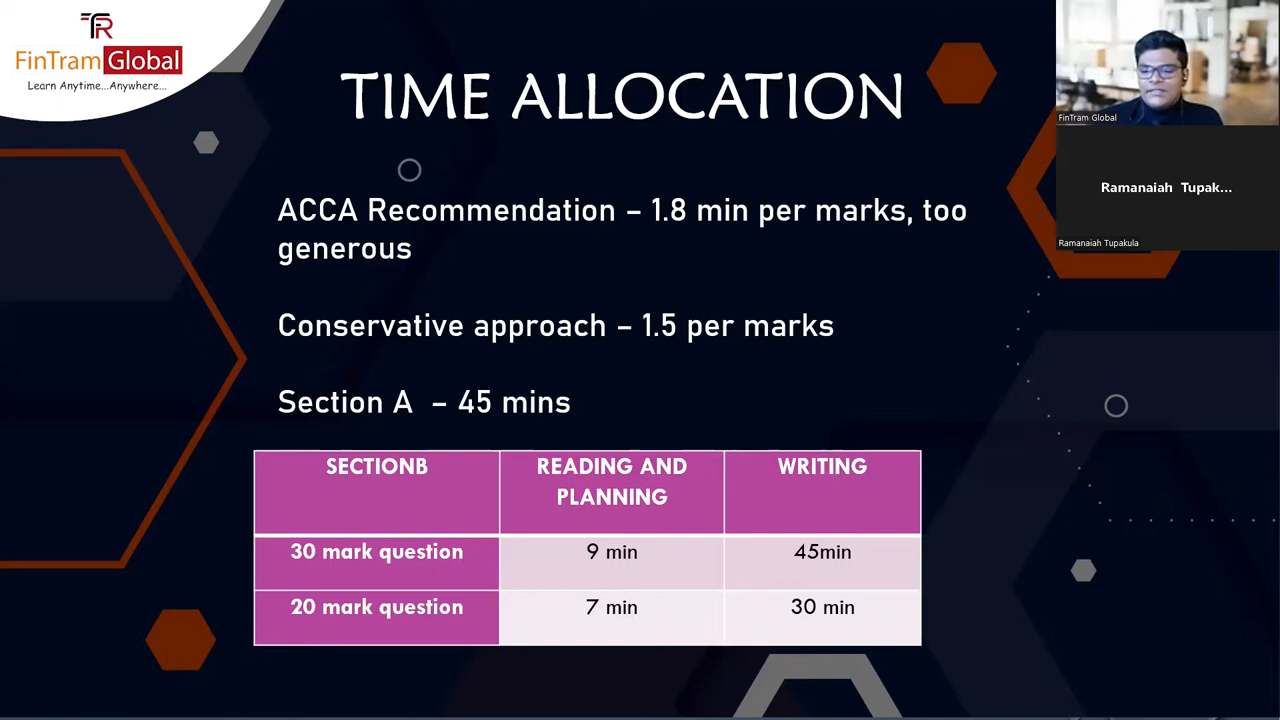 TR
FinTram Global
Learn Anytime...Anywhere...
TIME ALLOCATION
FinTram Global
Ramanaiah Tupak...
Ramanaiah Tupakula
ACCA Recommendation – 1.8 min per marks, too
generous
Conservative approach – 1.5 per marks
Section A – 45 mins
SECTIONB READING AND PLANNING WRITING
30 mark question 9 min 45min
20 mark question 7 min 30 min